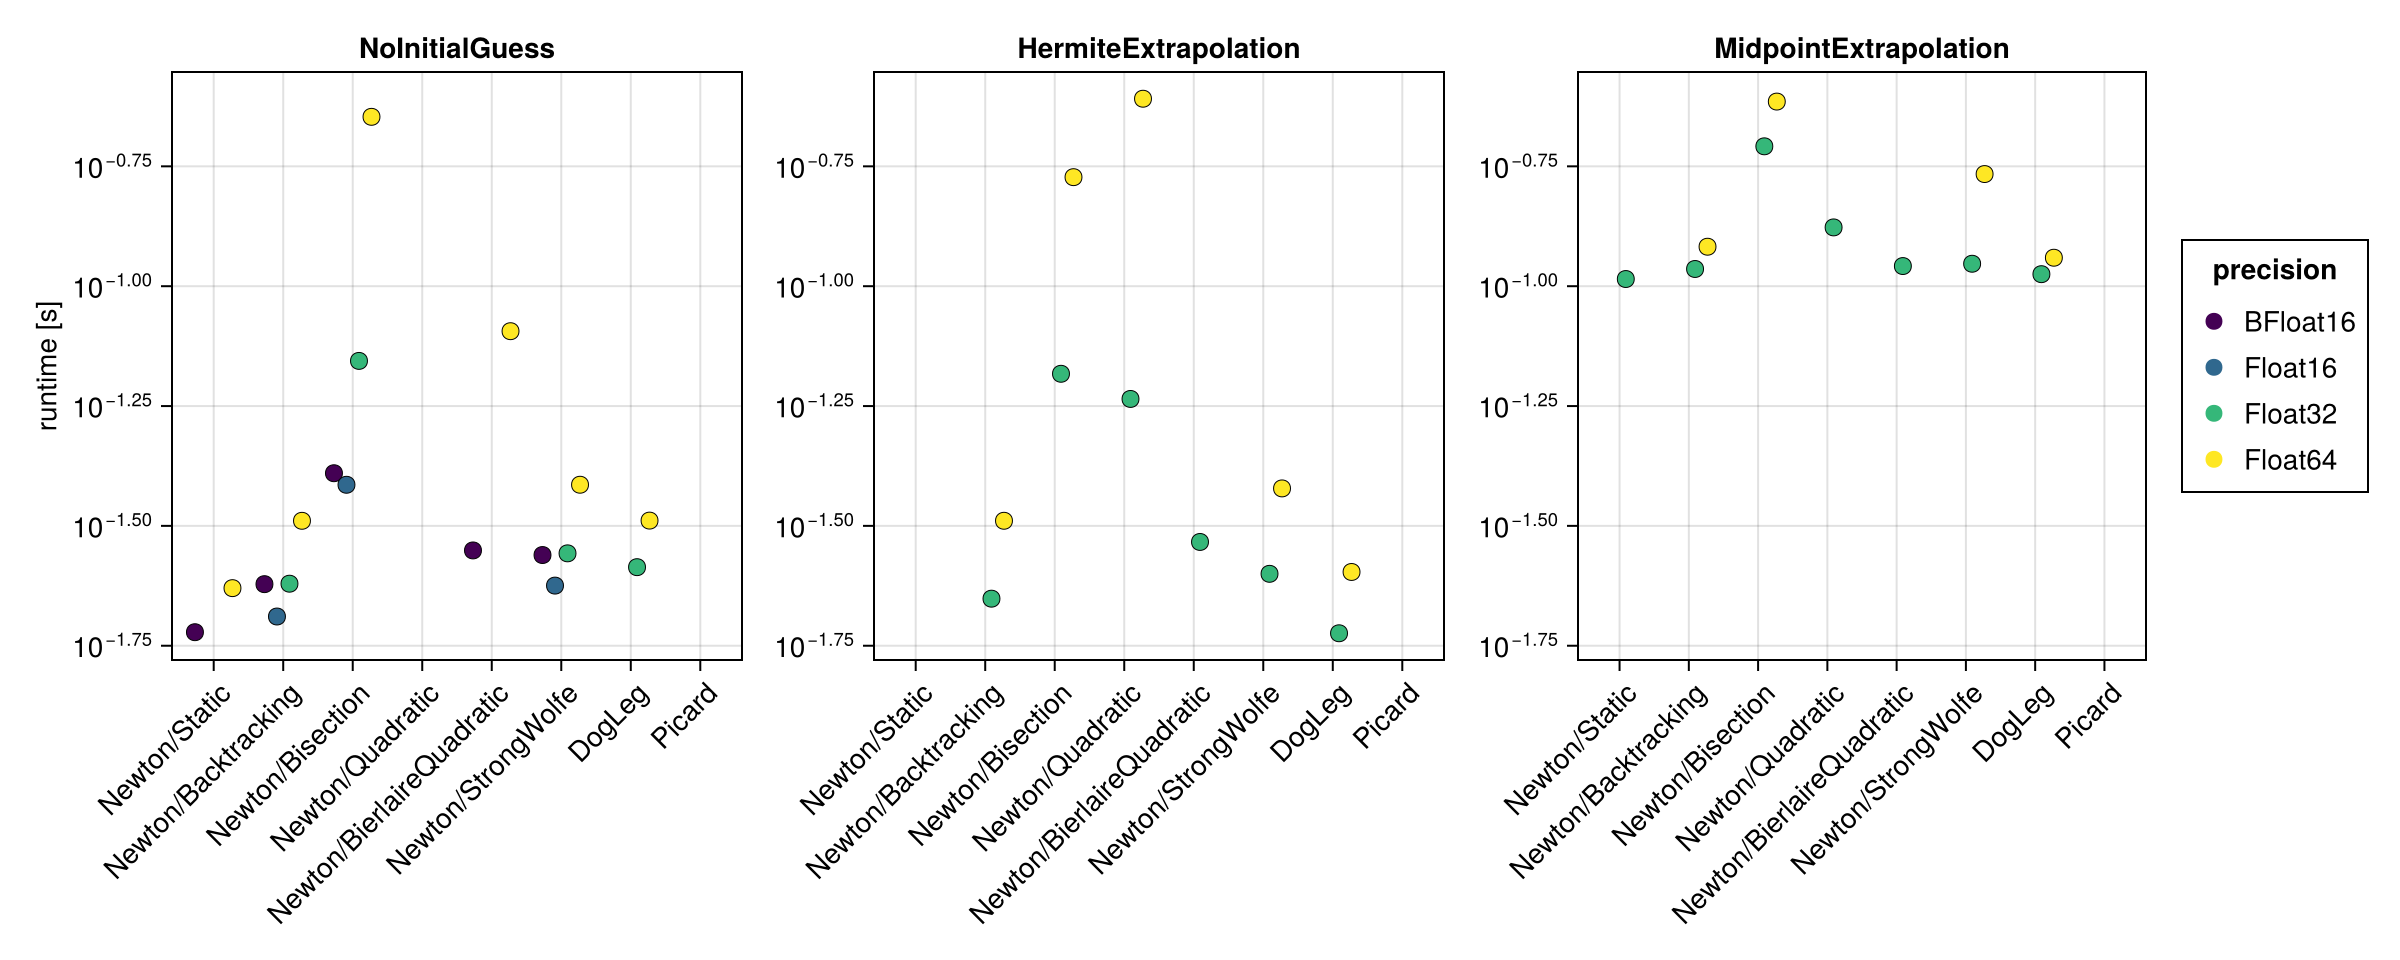 NoInitialGuess
HermiteExtrapolation
MidpointExtrapolation
runtime [s]
10^−0.75
10^−1.00
10^−1.25
10^−1.50
10^−1.75
10^−0.75
10^−1.00
10^−1.25
10^−1.50
10^−1.75
10^−0.75
10^−1.00
10^−1.25
10^−1.50
10^−1.75
Newton/Static
Newton/Backtracking
Newton/Bisection
Newton/Quadratic
Newton/BierlaireQuadratic
Newton/StrongWolfe
DogLeg
Picard
Newton/Static
Newton/Backtracking
Newton/Bisection
Newton/Quadratic
Newton/BierlaireQuadratic
Newton/StrongWolfe
DogLeg
Picard
Newton/Static
Newton/Backtracking
Newton/Bisection
Newton/Quadratic
Newton/BierlaireQuadratic
Newton/StrongWolfe
DogLeg
Picard
precision
BFloat16
Float16
Float32
Float64